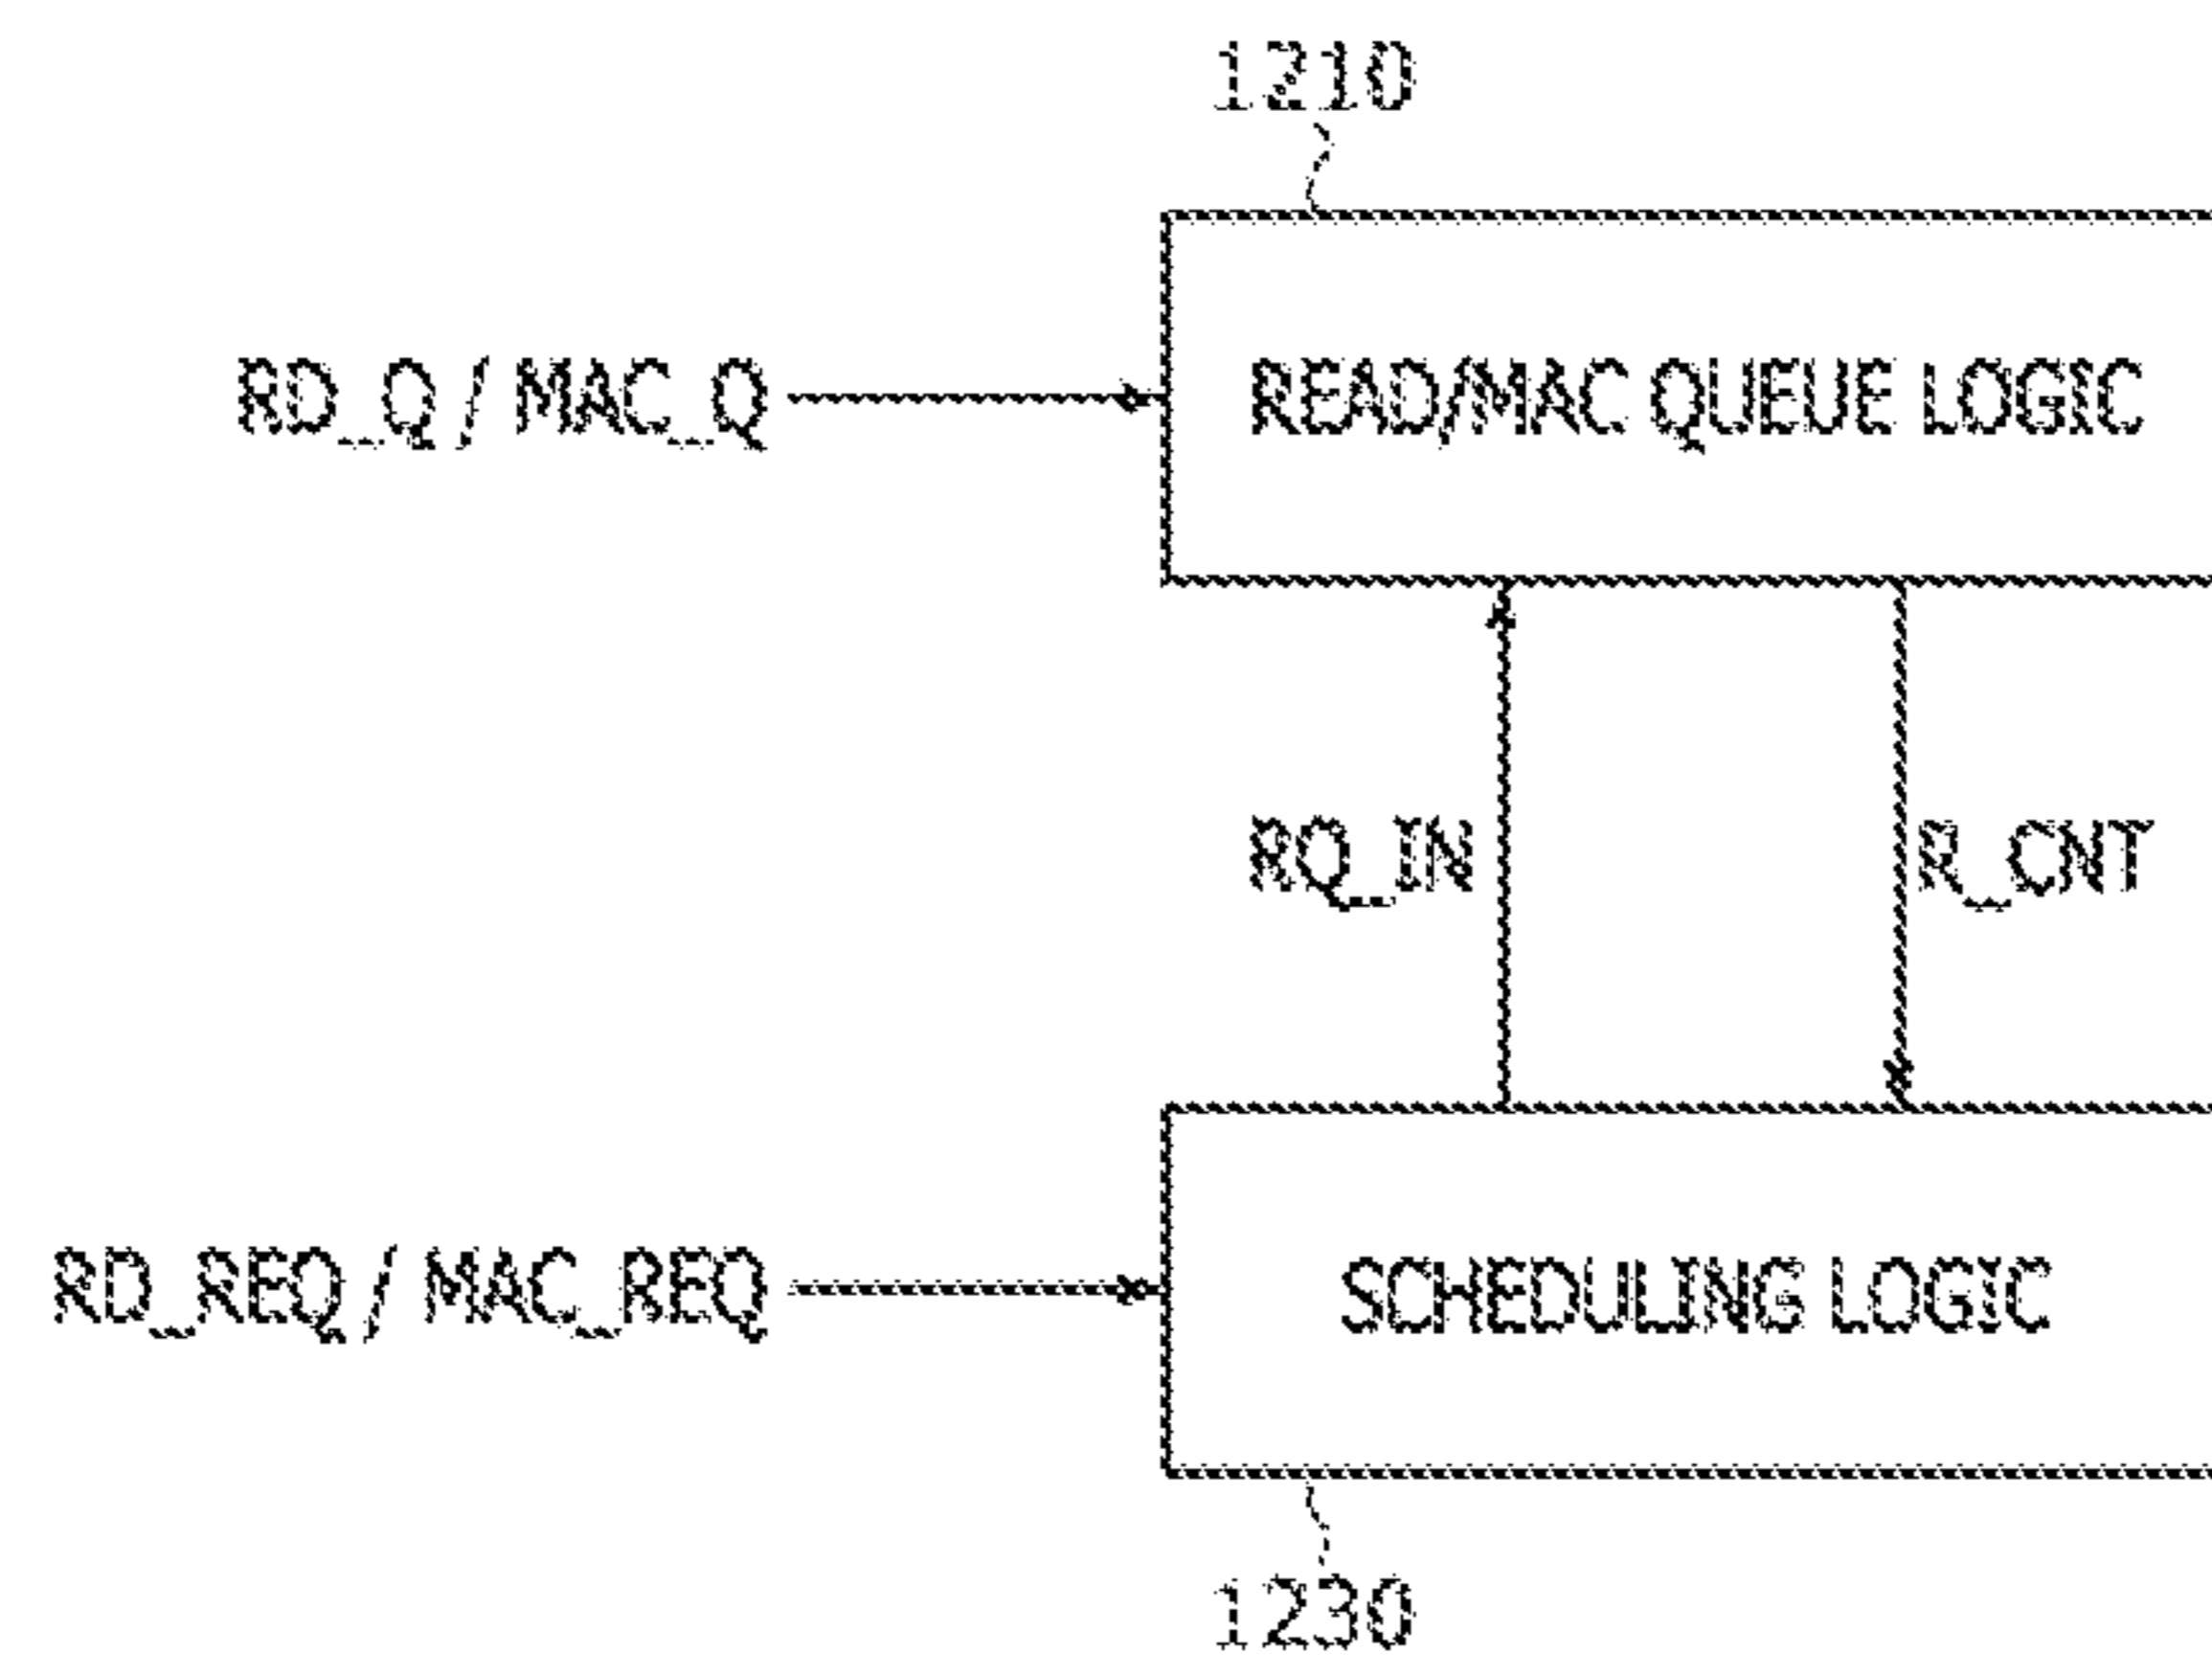 1210
RD_Q / MAC_Q
READ/MAC QUEUE LOGIC
RQ_IN
R_CNT
RD_REQ / MAC_REQ
SCHEDULING LOGIC
1230